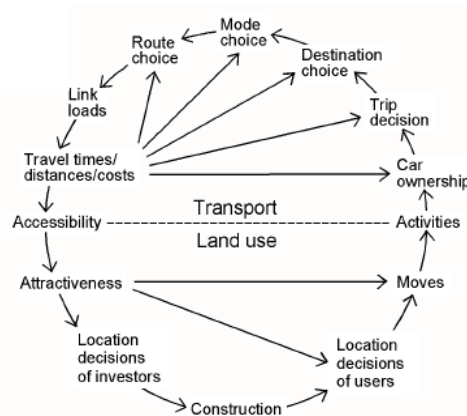 Mode
choice
Route
choice
Destination
choice
Link
loads
Trip
decision
Travel times/
distances/costs
Car
ownership
Accessibility
Transport
Activities
Land use
Attractiveness
Moves
Location
decisions
of investors
Location
decisions
of users
Construction